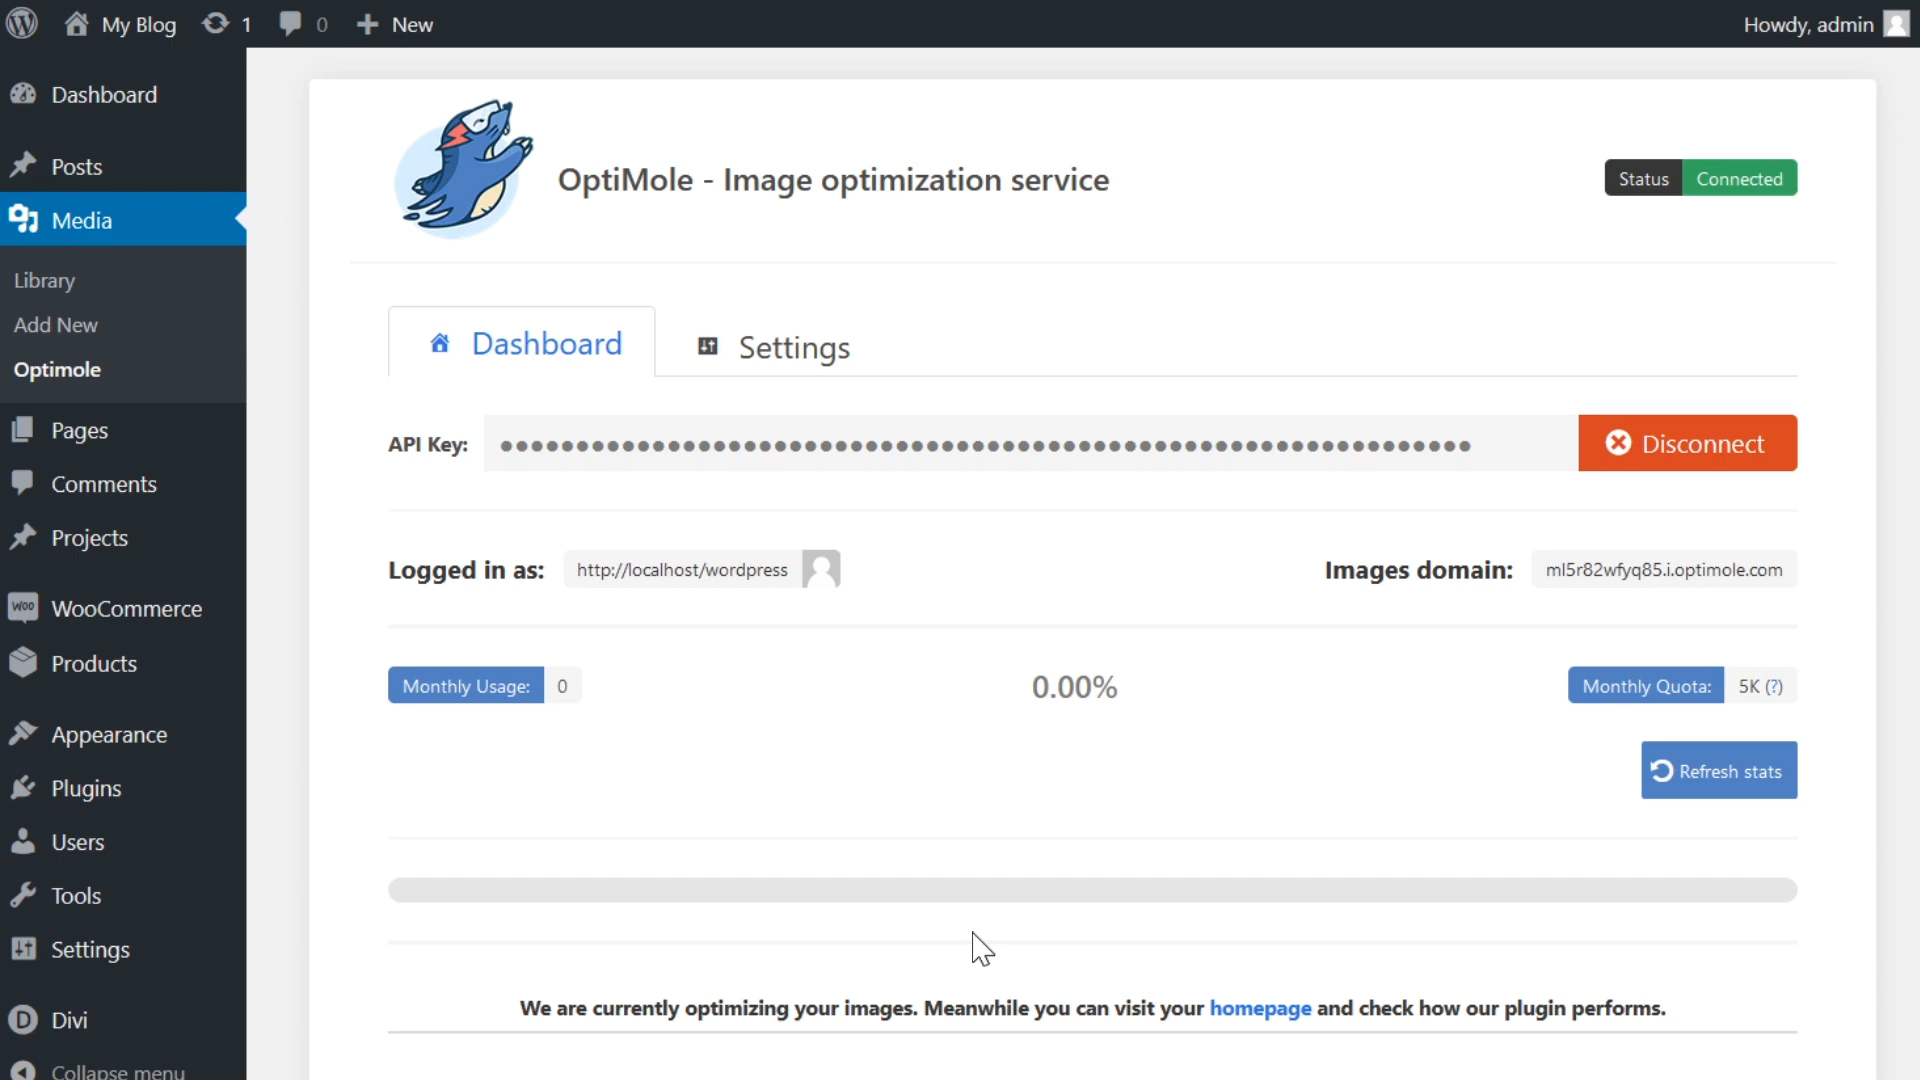 My Blog 1 0 New Howdy, admin
Dashboard
Posts
Media
Library
Add New
Optimole
Pages
Comments
Projects
WOO WooCommerce
Products
Appearance
Plugins
Users
Tools
Settings
D Divi
Collapse menu
OptiMole - Image optimization service
Status Connected
Dashboard Settings
API Key: ●●●●●●●●●●●●●●●●●●●●●●●●●●●●●●●●●●●●●●●●●●●●●●●●●●●●●●●●●●●●●●●● Disconnect
Logged in as: http://localhost/wordpress Images domain: ml5r82wfyq85.i.optimole.com
Monthly Usage: 0 0.00% Monthly Quota: 5K (?)
Refresh stats
We are currently optimizing your images. Meanwhile you can visit your homepage and check how our plugin performs.